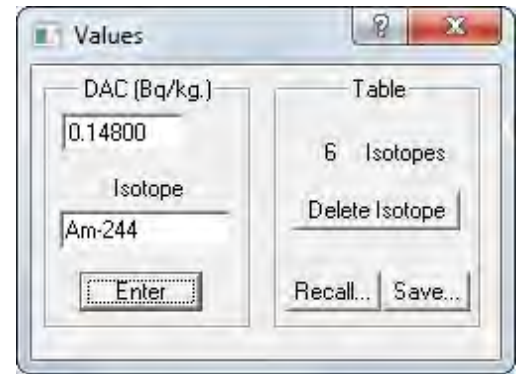 Values
DAC (Bq/kg.)
0.14800
Isotope
Am-244
Enter
Table
6 Isotopes
Delete Isotope
Recall... Save...